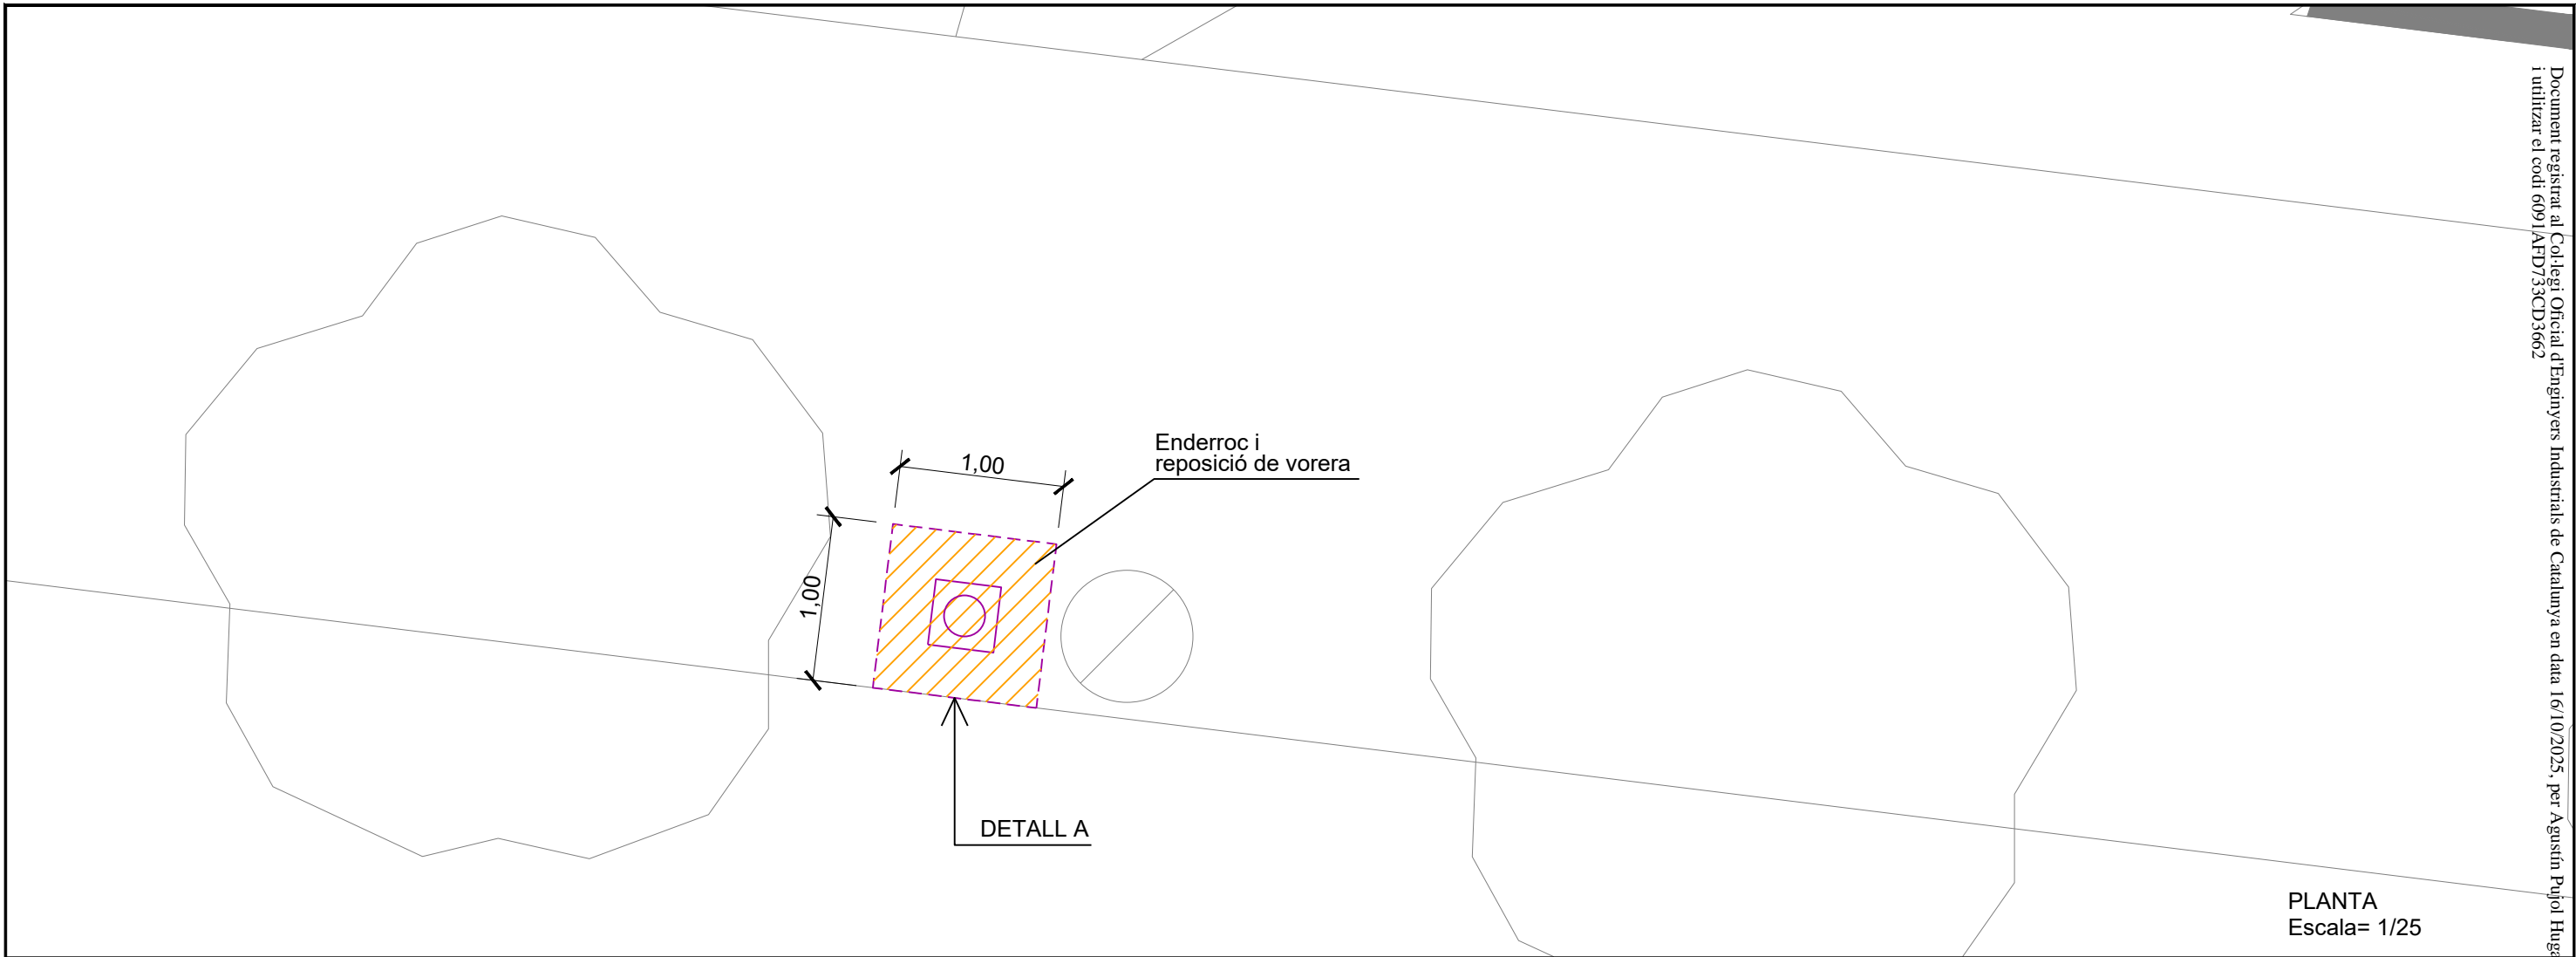 1,00
Enderroc i
reposició de vorera
1,00
DETALL A
PLANTA
Escala= 1/25
Document registrat al Col·legi Oficial d'Enginyers Industrials de Catalunya en data 16/10/2025, per Agustín Pujol
i utilitzar el codi 6091AFD733CD3662